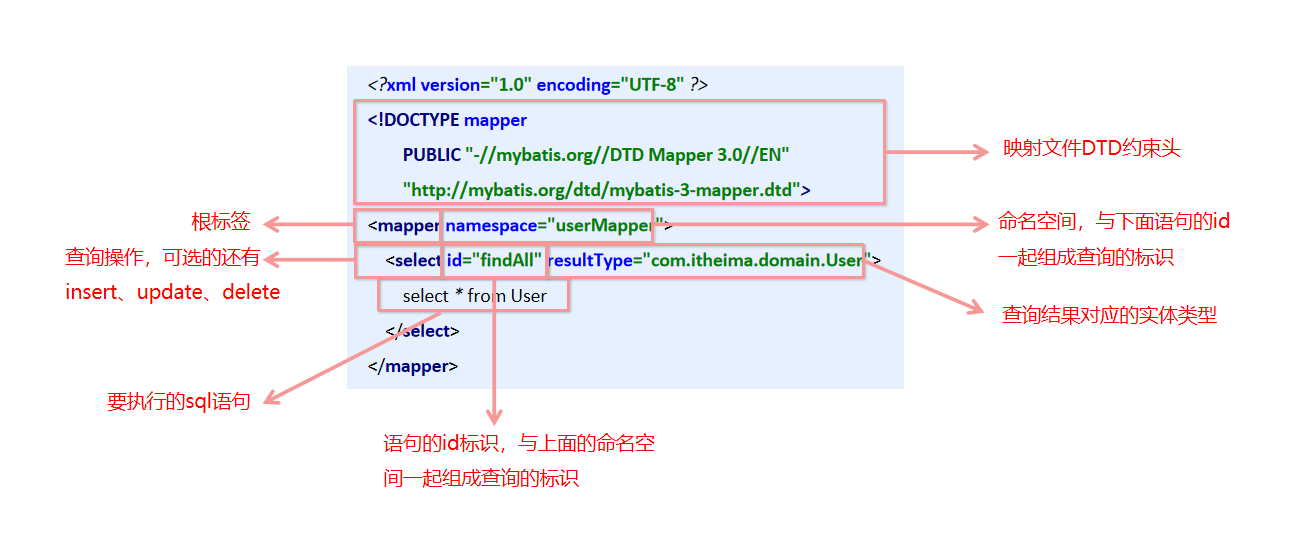 <?xml version="1.0" encoding="UTF-8" ?>
<!DOCTYPE mapper
PUBLIC "-//mybatis.org//DTD Mapper 3.0//EN"
"http://mybatis.org/dtd/mybatis-3-mapper.dtd">
<mapper namespace="userMapper">
<select id="findAll" resultType="com.itheima.domain.User">
select * from User
</select>
</mapper>
映射文件DTD约束头
根标签
命名空间，与下面语句的id
一起组成查询的标识
查询操作，可选的还有
insert、update、delete
查询结果对应的实体类型
要执行的sql语句
语句的id标识，与上面的命名空
间一起组成查询的标识